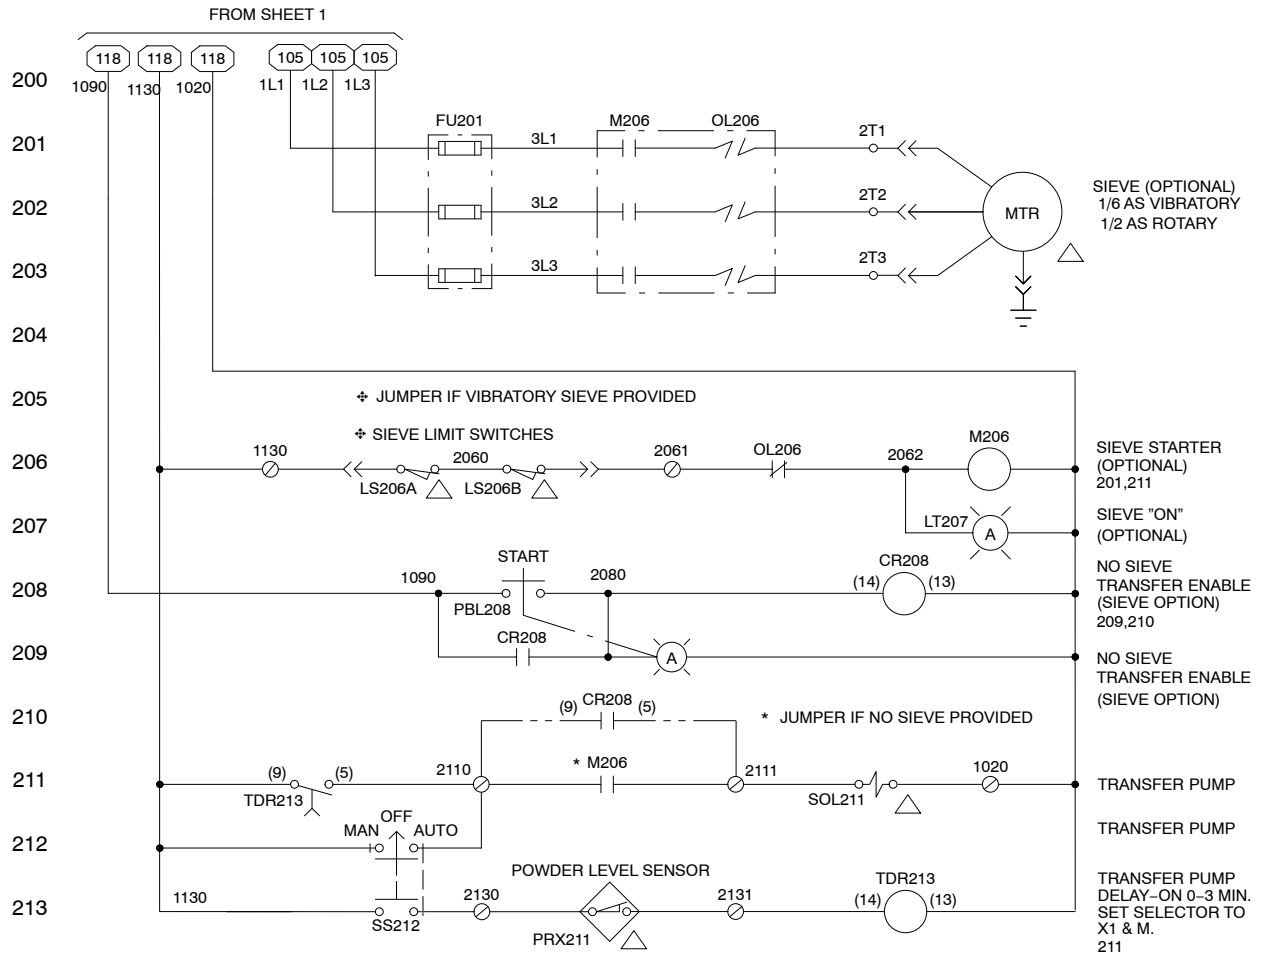 FROM SHEET 1
118 118 118 105 105 105
200 1090 1130 1020 1L1 1L2 1L3
FU201 M206 OL206
201 3L1 2T1
SIEVE (OPTIONAL)
202 3L2 2T2 MTR 1/6 AS VIBRATORY
1/2 AS ROTARY
203 3L3 2T3
204
205 JUMPER IF VIBRATORY SIEVE PROVIDED
SIEVE LIMIT SWITCHES M206
206 1130 2060 2061 OL206 2062 SIEVE STARTER
(OPTIONAL)
LS206A LS206B 201,211
207 LT207 A SIEVE ”ON”
(OPTIONAL)
START CR208 NO SIEVE
208 1090 2080 (14) (13) TRANSFER ENABLE
PBL208 (SIEVE OPTION)
209,210
209 CR208 A NO SIEVE
TRANSFER ENABLE
(SIEVE OPTION)
210 (9) CR208 (5) * JUMPER IF NO SIEVE PROVIDED
211 (9) (5) 2110 * M206 2111 1020 TRANSFER PUMP
TDR213 SOL211
OFF
212 MAN AUTO TRANSFER PUMP
POWDER LEVEL SENSOR TDR213 TRANSFER PUMP
213 1130 2130 2131 (14) (13) DELAY−ON 0−3 MIN.
SET SELECTOR TO
SS212 X1 & M.
PRX211 211